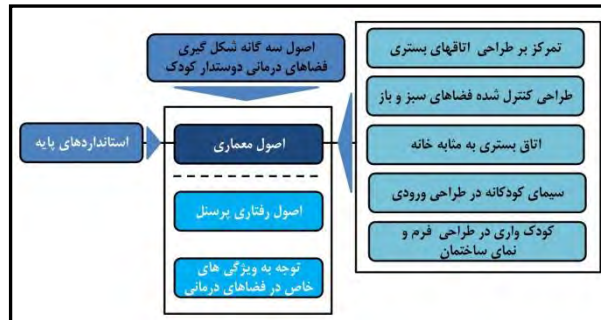 اصول سه گانه شکل گیری
فضاهای درمانی دوستدار کودک
تمرکز بر طراحی اتاقهای بستری
طراحی کنترل شده فضاهای سبز و باز
اتاق بستری به مثابه خانه
سیمای کودکانه در طراحی ورودی
کودک واری در طراحی فرم و
نمای ساختمان
اصول معماری
اصول رفتاری پرسنل
توجه به ویژگی های
خاص در فضاهای درمانی
استانداردهای پایه